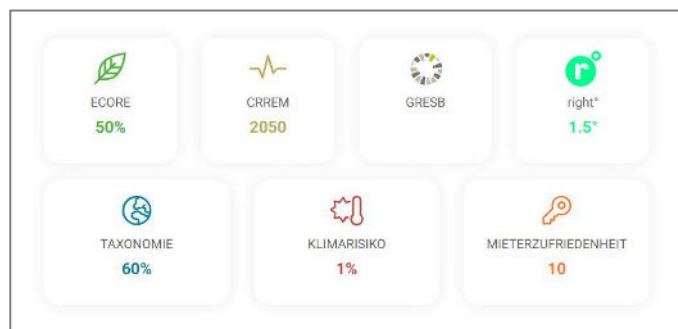 ECORE
50%
CRREM
2050
GRESB
r°
right°
1.5°
TAXONOMIE
60%
KLIMARISIKO
1%
MIETERZUFRIEDENHEIT
10